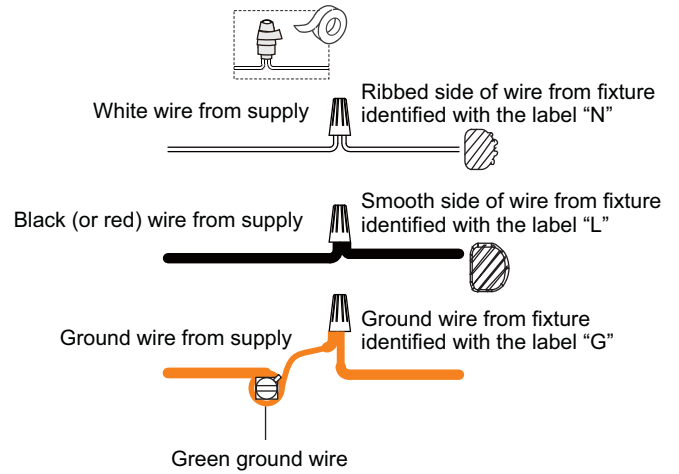 White wire from supply
Ribbed side of wire from fixture
identified with the label “N”
Black (or red) wire from supply
Smooth side of wire from fixture
identified with the label “L”
Ground wire from supply
Ground wire from fixture
identified with the label “G”
Green ground wire